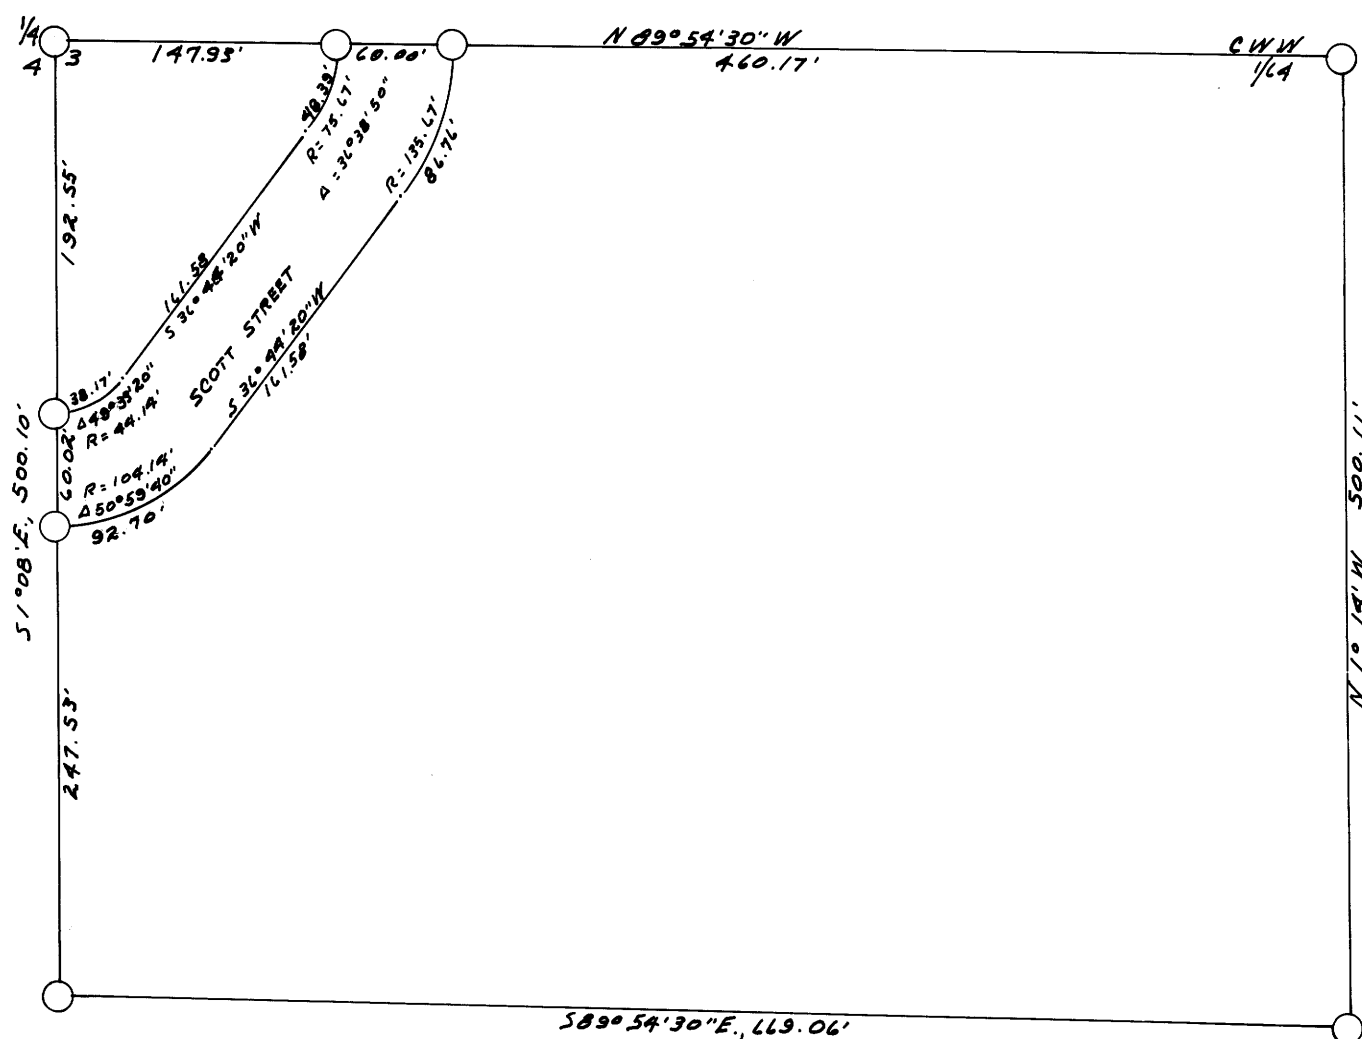 1/4
4 3
147.93'
60.00'
N 89°54'30" W
460.17'
C W W
1/64
48.39'
R = 75.67'
Δ = 36°38'50"
R = 135.67'
86.76'
192.55'
161.58
S 36° 44'20" W
SCOTT STREET
S 36° 44'20" W
161.58'
38.17'
R = 44.14'
60.02'
R = 104.14'
Δ 50°59'40"
92.70'
S 1°08' E., 500.10'
247.53'
N 1° 14' W 500.11'
S 89° 54'30" E., 669.06'